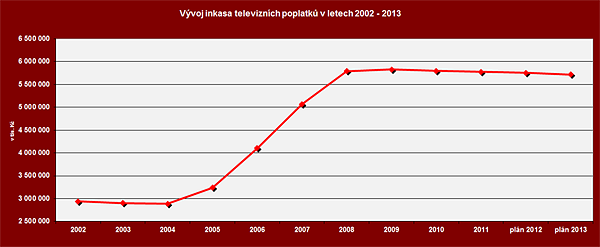 Vývoj inkasa televizních poplatků v letech 2002 - 2013
v tis. Kč
6 500 000
6 000 000
5 500 000
5 000 000
4 500 000
4 000 000
3 500 000
3 000 000
2 500 000
2002 2003 2004 2005 2006 2007 2008 2009 2010 2011 plán 2012 plán 2013